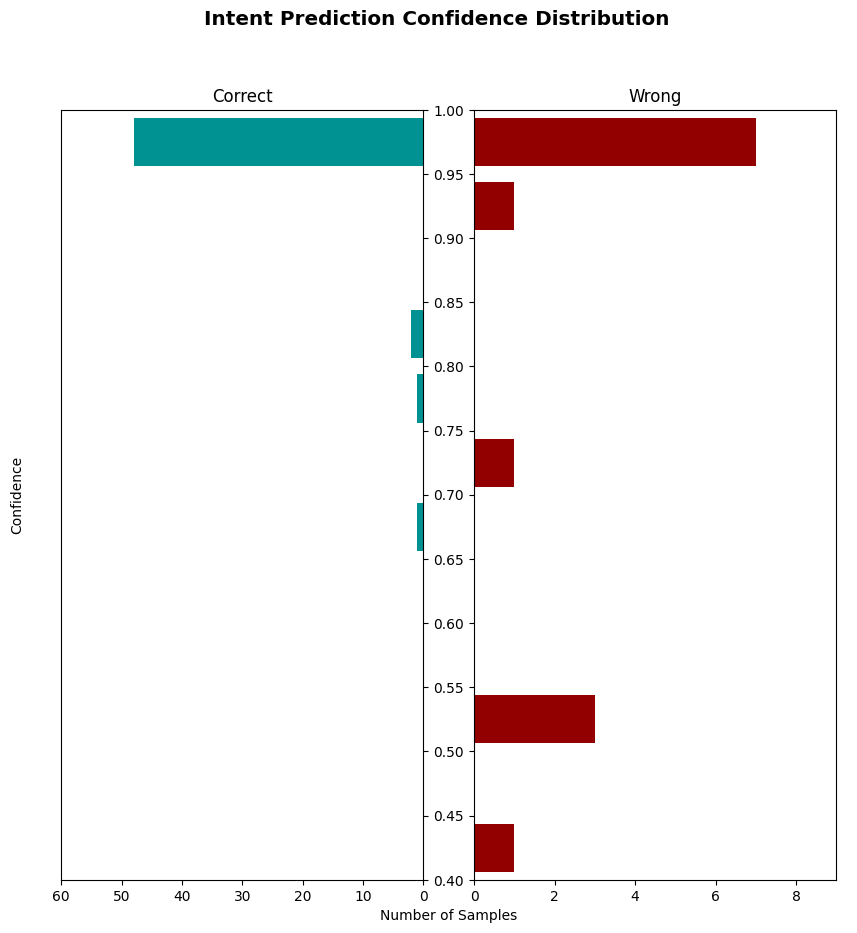 Intent Prediction Confidence Distribution
Correct
Wrong
1.00
0.95
0.90
0.85
0.80
0.75
0.70
0.65
0.60
0.55
0.50
0.45
0.40
Confidence
60 50 40 30 20 10 0
0 2 4 6 8
Number of Samples